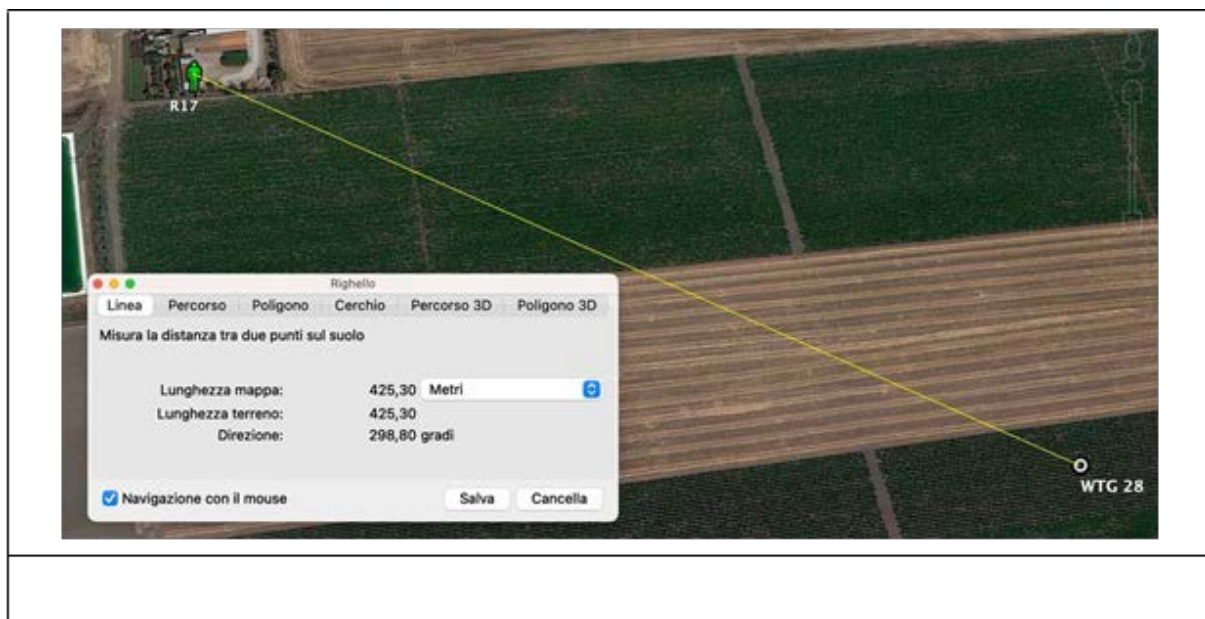 R17
Righello
Linea Percorso Poligono Cerchio Percorso 3D Poligono 3D
Misura la distanza tra due punti sul suolo
Lunghezza mappa: 425,30 Metri
Lunghezza terreno: 425,30
Direzione: 298,80 gradi
Navigazione con il mouse Salva Cancella
WTG 28